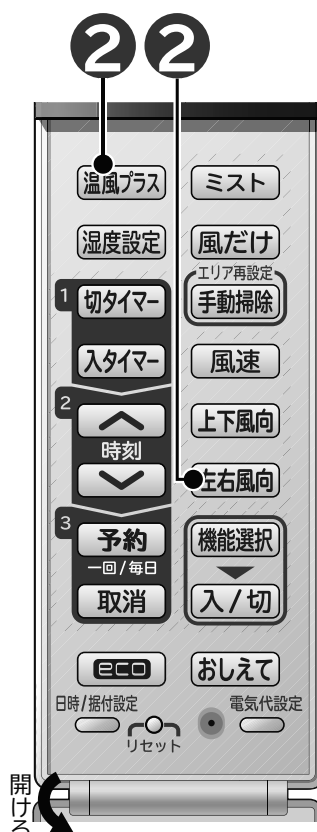 2 2
温風プラス ミスト
湿度設定 風だけ
エリア再設定
1 切タイマー 手動掃除
入タイマー 風速
2 上下風向
時刻
左右風向
3 予約 機能選択
一回/毎日
取消 入/切
eco おしえて
日時/据付設定 電気代設定
リセット
開ける